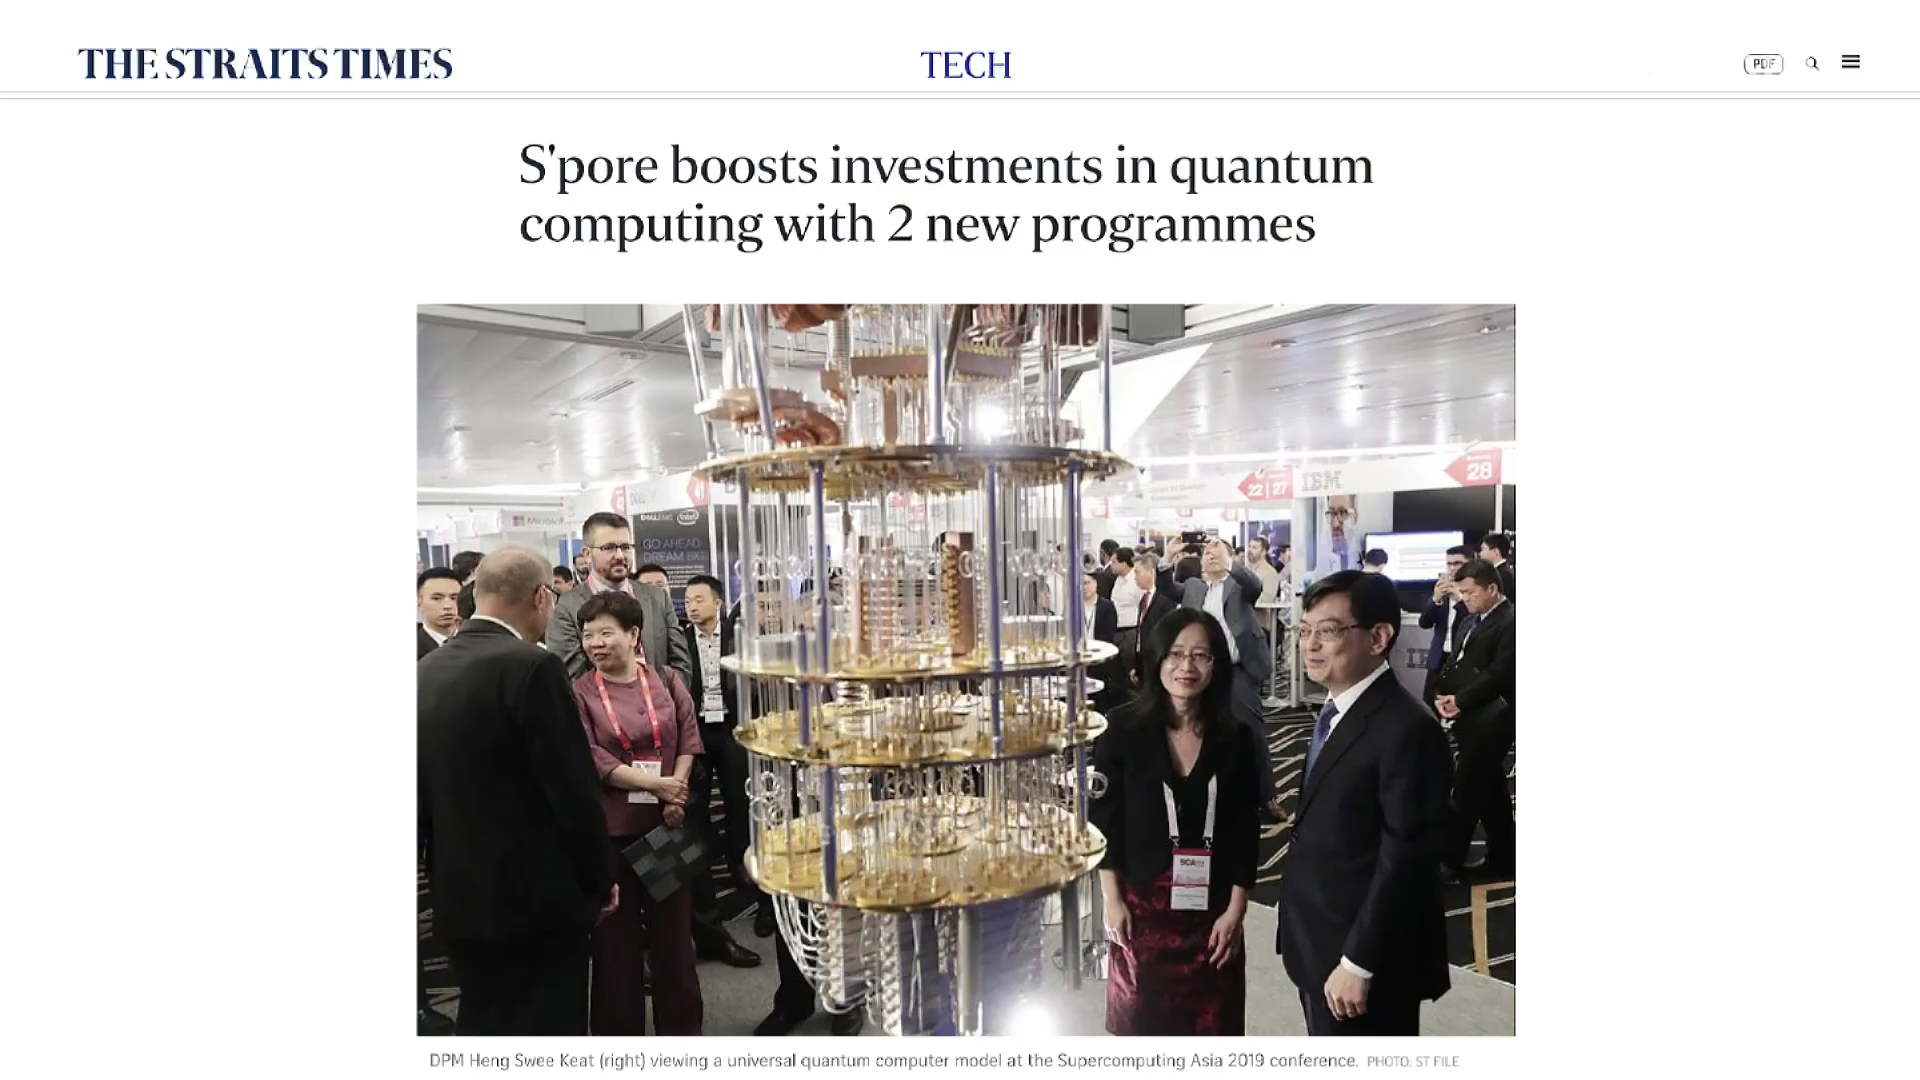 THE STRAITS TIMES
TECH
PDF
S'pore boosts investments in quantum
computing with 2 new programmes
22 | 27
IBM
28
Microsoft
intel
GO AHEAD.
DREAM BIG
DPM Heng Swee Keat (right) viewing a universal quantum computer model at the Supercomputing Asia 2019 conference. PHOTO: ST FILE